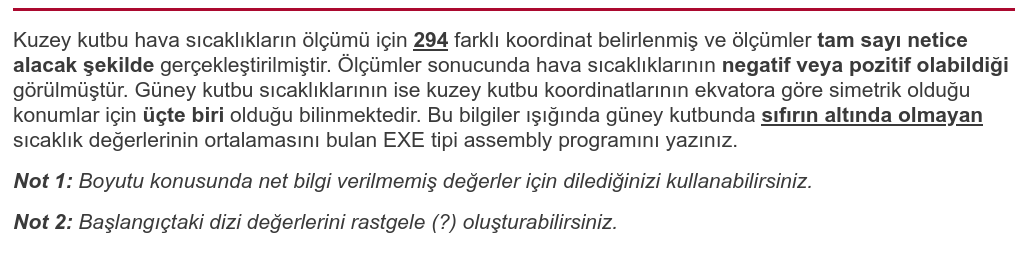 Kuzey kutbu hava sıcaklıkların ölçümü için 294 farklı koordinat belirlenmiş ve ölçümler tam sayı netice
alacak şekilde gerçekleştirilmiştir. Ölçümler sonucunda hava sıcaklıklarının negatif veya pozitif olabildiği
görülmüştür. Güney kutbu sıcaklıklarının ise kuzey kutbu koordinatlarının ekvatora göre simetrik olduğu
konumlar için üçte biri olduğu bilinmektedir. Bu bilgiler ışığında güney kutbunda sıfırın altında olmayan
sıcaklık değerlerinin ortalamasını bulan EXE tipi assembly programını yazınız.
Not 1: Boyutu konusunda net bilgi verilmemiş değerler için dilediğinizi kullanabilirsiniz.
Not 2: Başlangıçtaki dizi değerlerini rastgele (?) oluşturabilirsiniz.